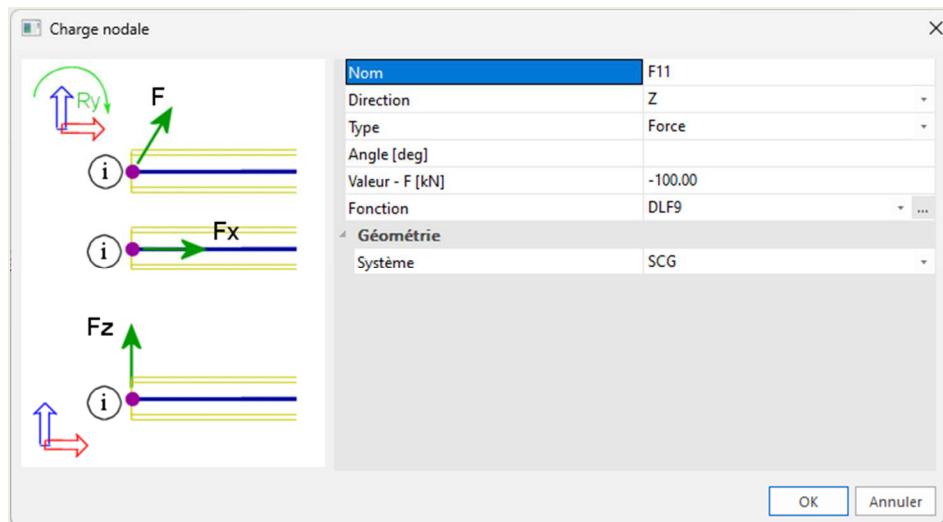 Charge nodale
Ry
F
i
Fx
i
Fz
i
Nom F11
Direction Z
Type Force
Angle [deg]
Valeur - F [kN] -100.00
Fonction DLF9 ...
Géométrie
Système SCG
OK Annuler